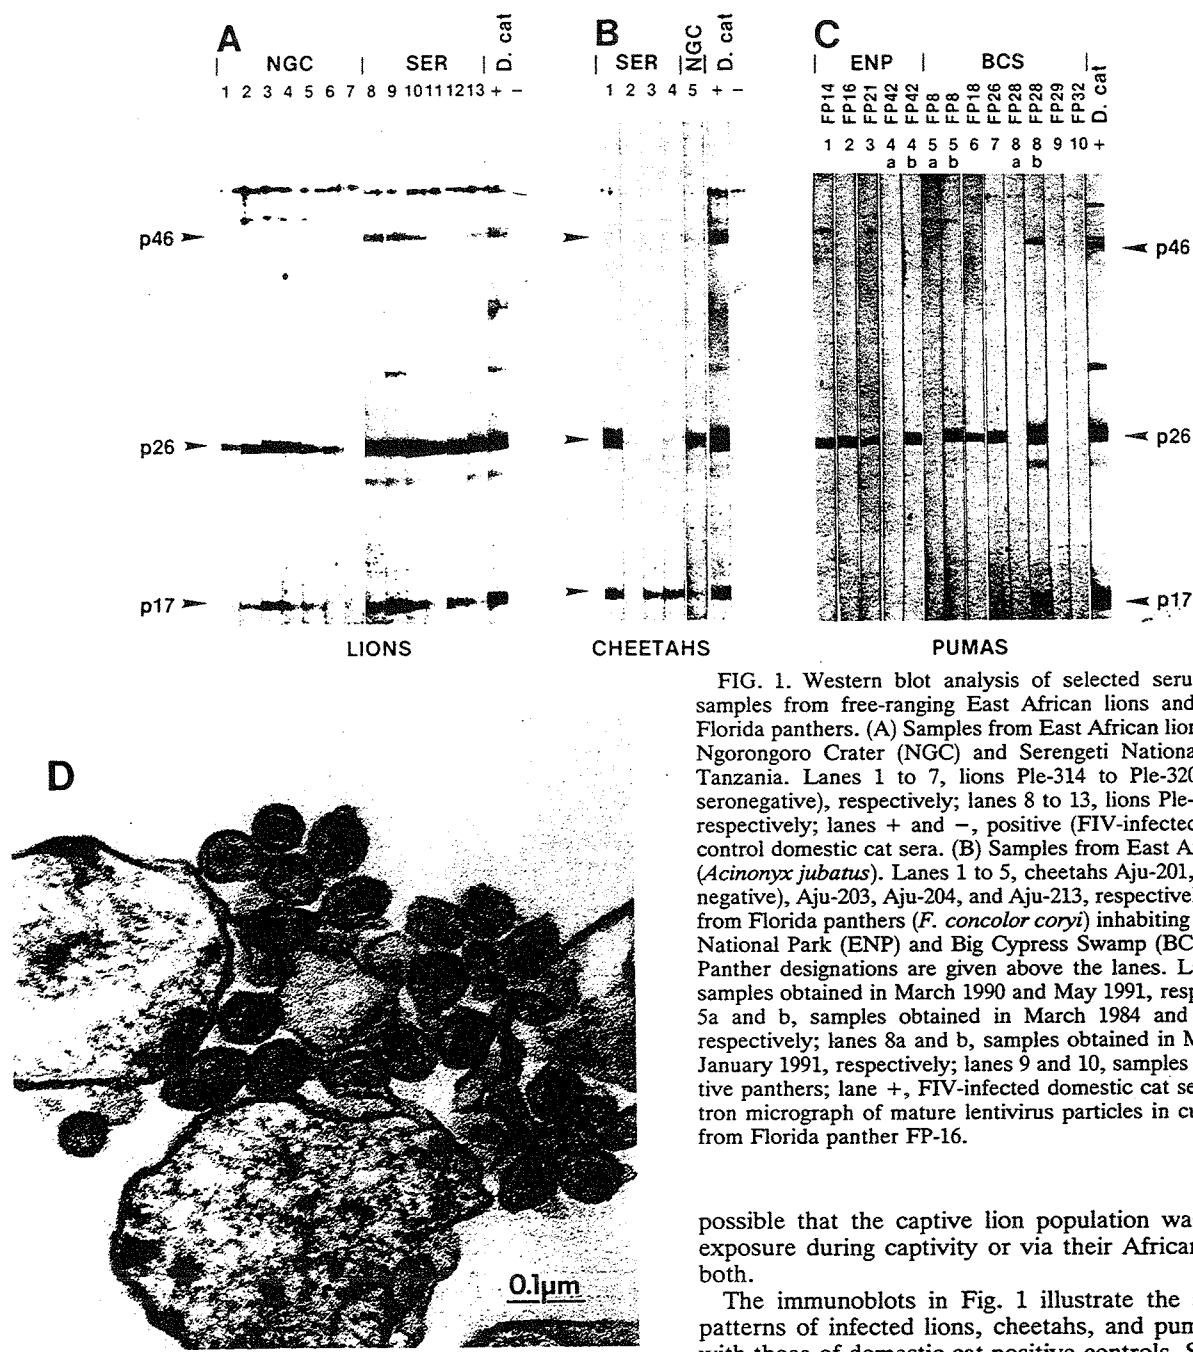 A
B
C
NGC
SER
D. cat
SER
NGC
D. cat
ENP
BCS
D. cat
1 2 3 4 5 6 7 8 9 10 11 12 13 + −
1 2 3 4 5 + −
FP14 FP16 FP21 FP42 FP42 FP8 FP8 FP18 FP26 FP28 FP28 FP29 FP32
1 2 3 4 4 5 5 6 7 8 8 9 10 +
a b a b a b
p46
p26
p17
p46
p26
p17
LIONS
CHEETAHS
PUMAS
FIG. 1. Western blot analysis of selected seru
samples from free-ranging East African lions and
Florida panthers. (A) Samples from East African lion
Ngorongoro Crater (NGC) and Serengeti Nationa
Tanzania. Lanes 1 to 7, lions Ple-314 to Ple-320
seronegative), respectively; lanes 8 to 13, lions Ple-
respectively; lanes + and −, positive (FIV-infected
control domestic cat sera. (B) Samples from East A
(Acinonyx jubatus). Lanes 1 to 5, cheetahs Aju-201,
negative), Aju-203, Aju-204, and Aju-213, respective
from Florida panthers (F. concolor coryi) inhabiting
National Park (ENP) and Big Cypress Swamp (BC
Panther designations are given above the lanes. L
samples obtained in March 1990 and May 1991, resp
5a and b, samples obtained in March 1984 and
respectively; lanes 8a and b, samples obtained in M
January 1991, respectively; lanes 9 and 10, samples
tive panthers; lane +, FIV-infected domestic cat se
tron micrograph of mature lentivirus particles in cu
from Florida panther FP-16.
D
0.1μm
possible that the captive lion population wa
exposure during captivity or via their African
both.
The immunoblots in Fig. 1 illustrate the
patterns of infected lions, cheetahs, and pum
with those of domestic cat positive controls. S